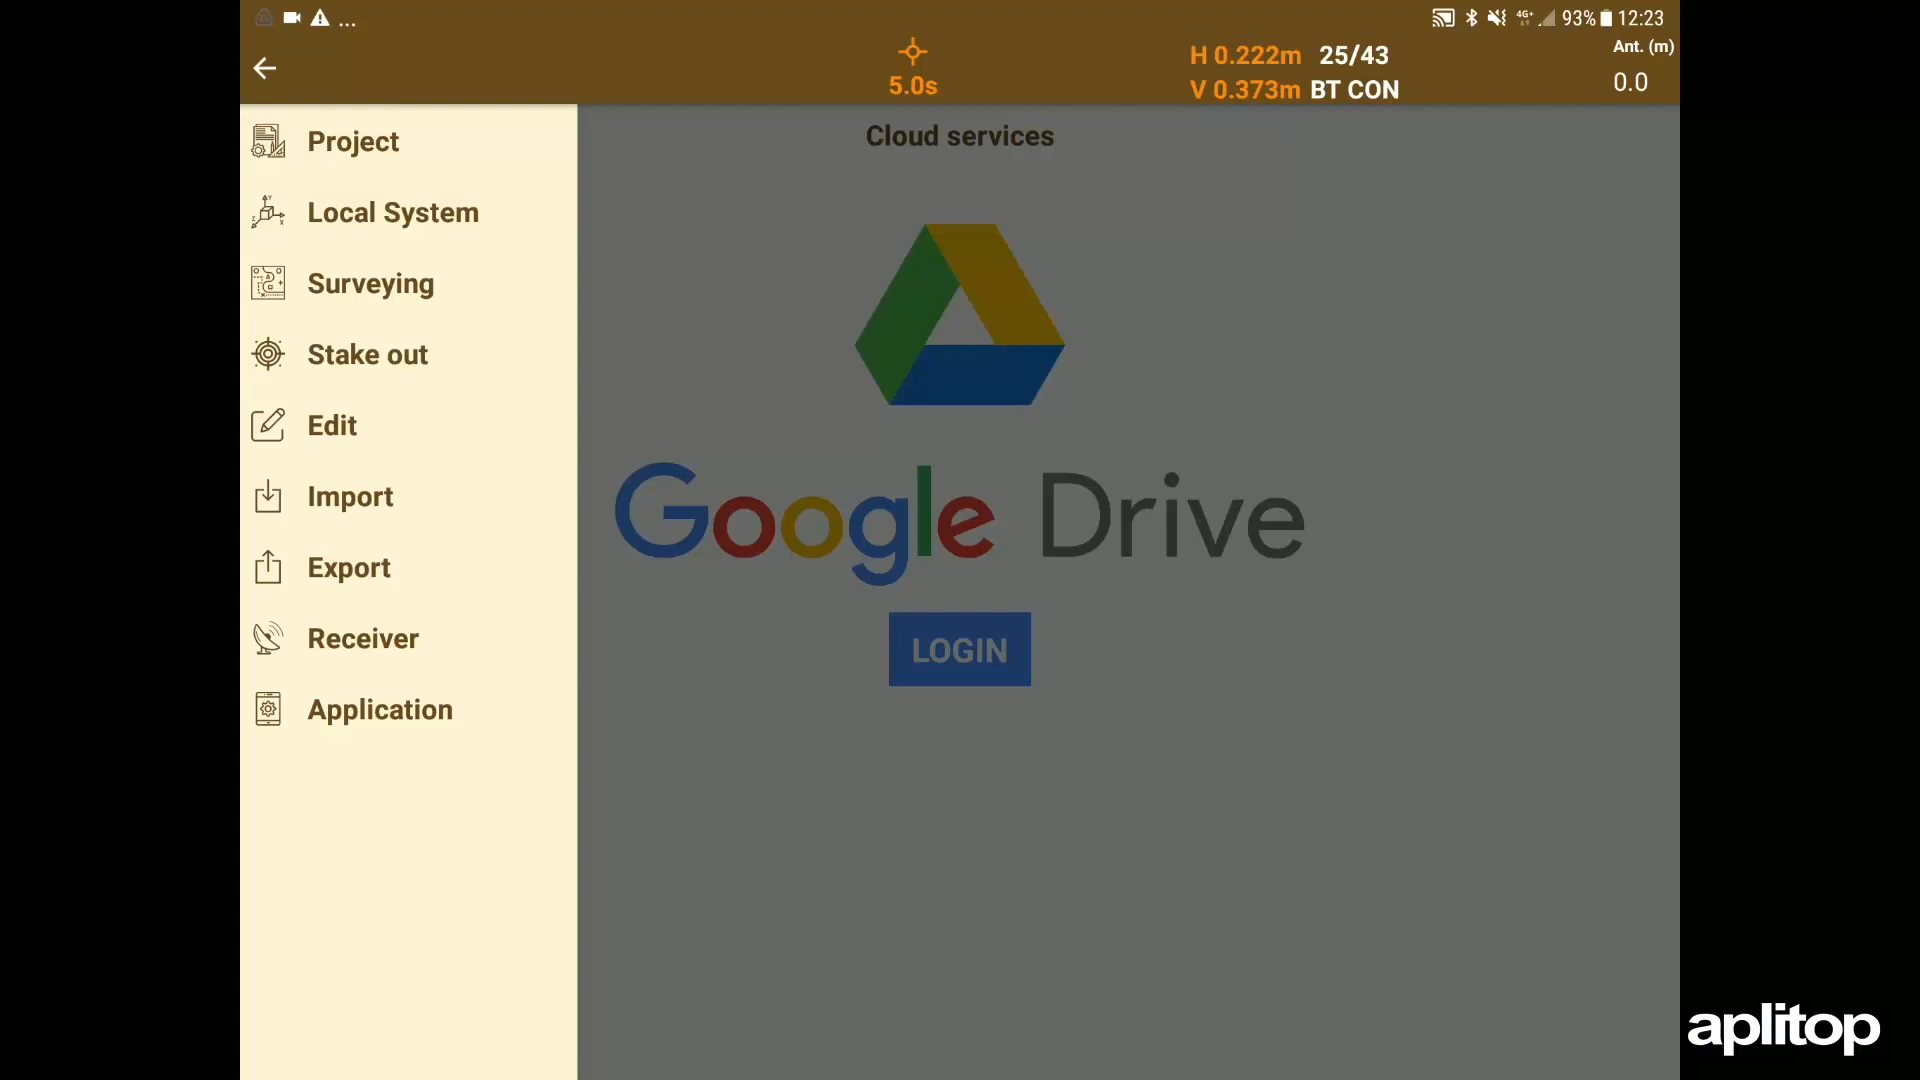 ...
4G+ 93% 12:23
5.0s
H 0.222m 25/43
V 0.373m BT CON
Ant. (m)
0.0
Project
Local System
Surveying
Stake out
Edit
Import
Export
Receiver
Application
Cloud services
Google Drive
LOGIN
aplitop